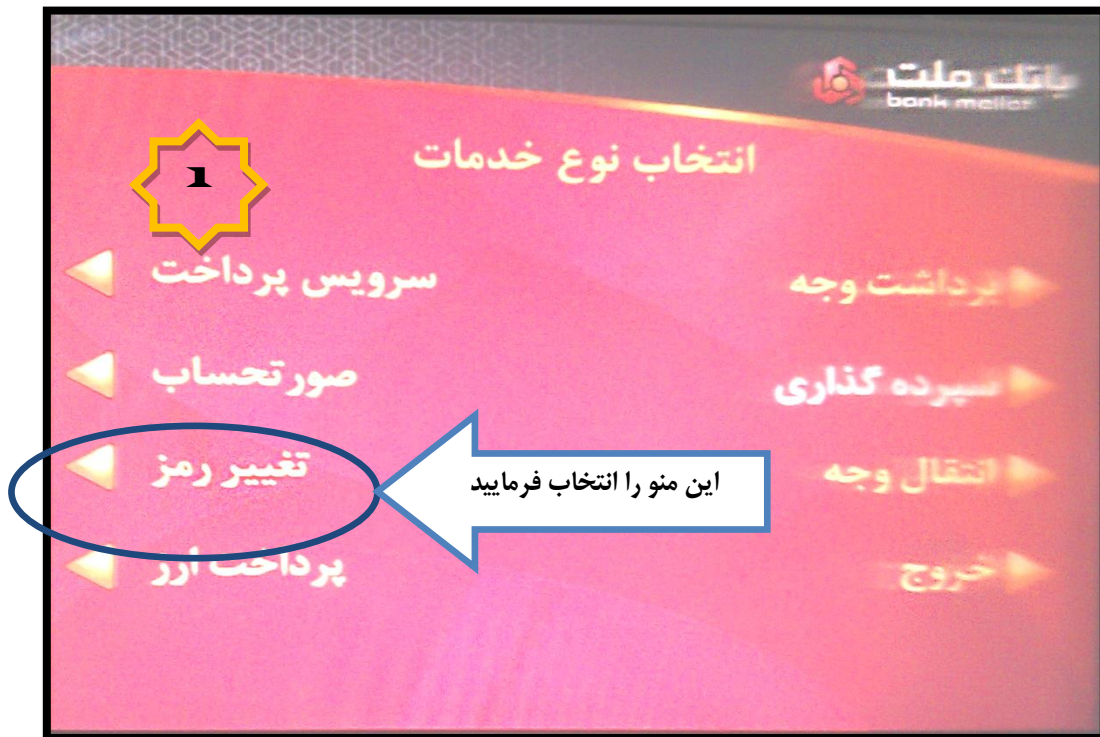 بانک ملت
bank mellat
انتخاب نوع خدمات
1
برداشت وجه
سرویس پرداخت
سپرده گذاری
صورتحساب
انتقال وجه
تغییر رمز
این منو را انتخاب فرمایید
خروج
پرداخت ارز